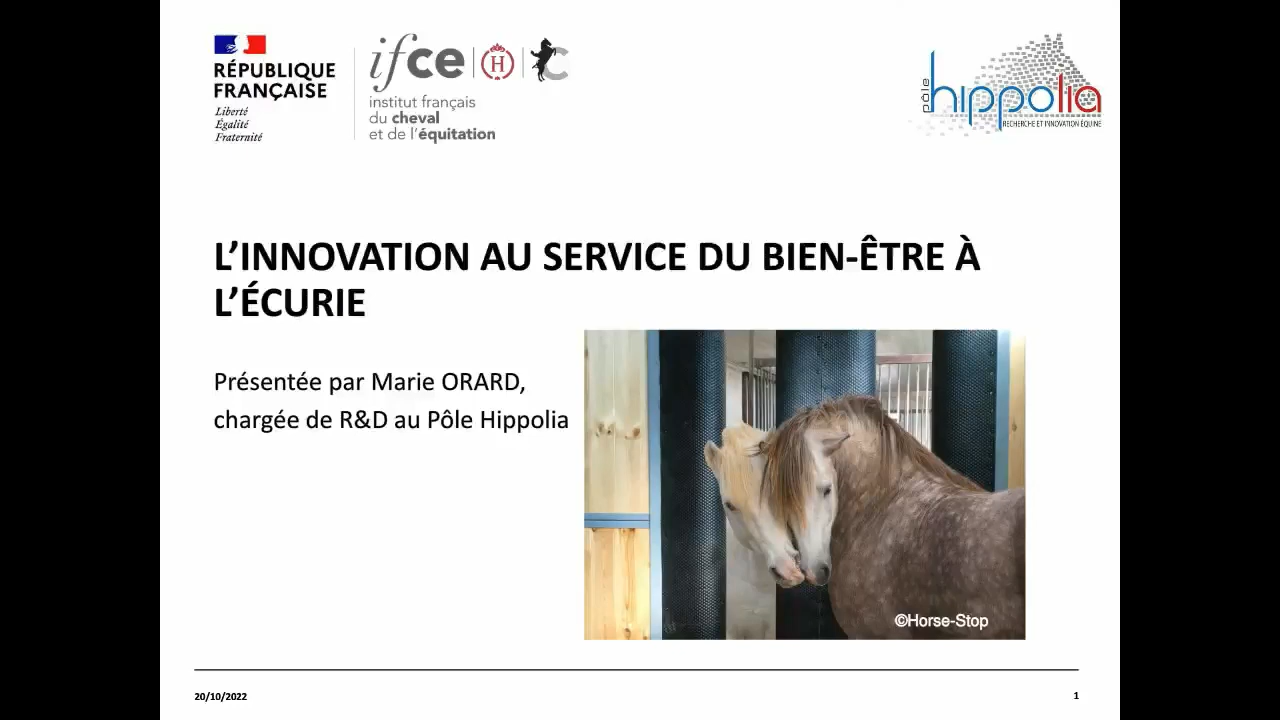 RÉPUBLIQUE
FRANÇAISE
Liberté
Égalité
Fraternité
ifce
H
C
institut français
du cheval
et de l'équitation
pôle
hippolia
RECHERCHE ET INNOVATION ÉQUINE
L'INNOVATION AU SERVICE DU BIEN-ÊTRE À
L'ÉCURIE
Présentée par Marie ORARD,
chargée de R&D au Pôle Hippolia
©Horse-Stop
20/10/2022
1